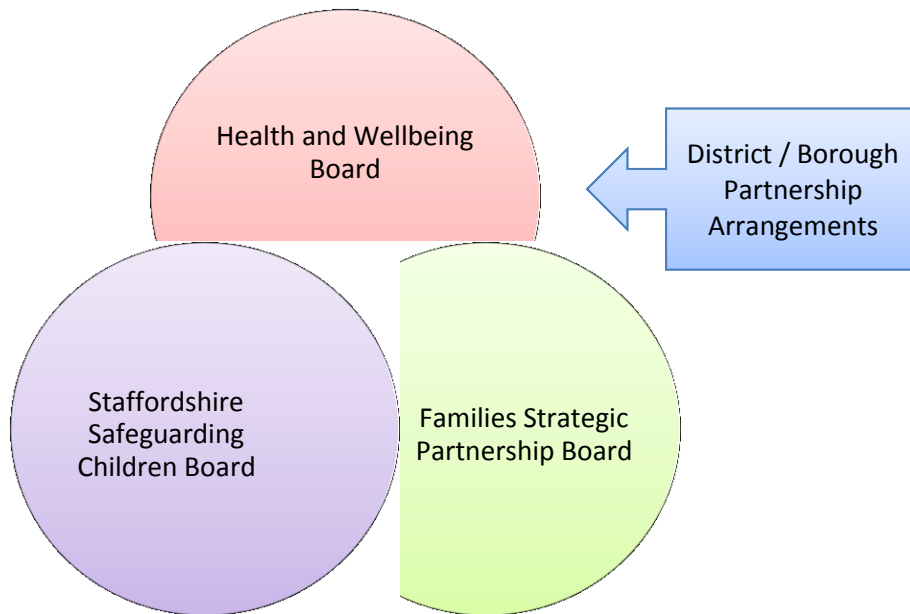 Health and Wellbeing
Board
District / Borough
Partnership
Arrangements
Staffordshire
Safeguarding
Children Board
Families Strategic
Partnership Board